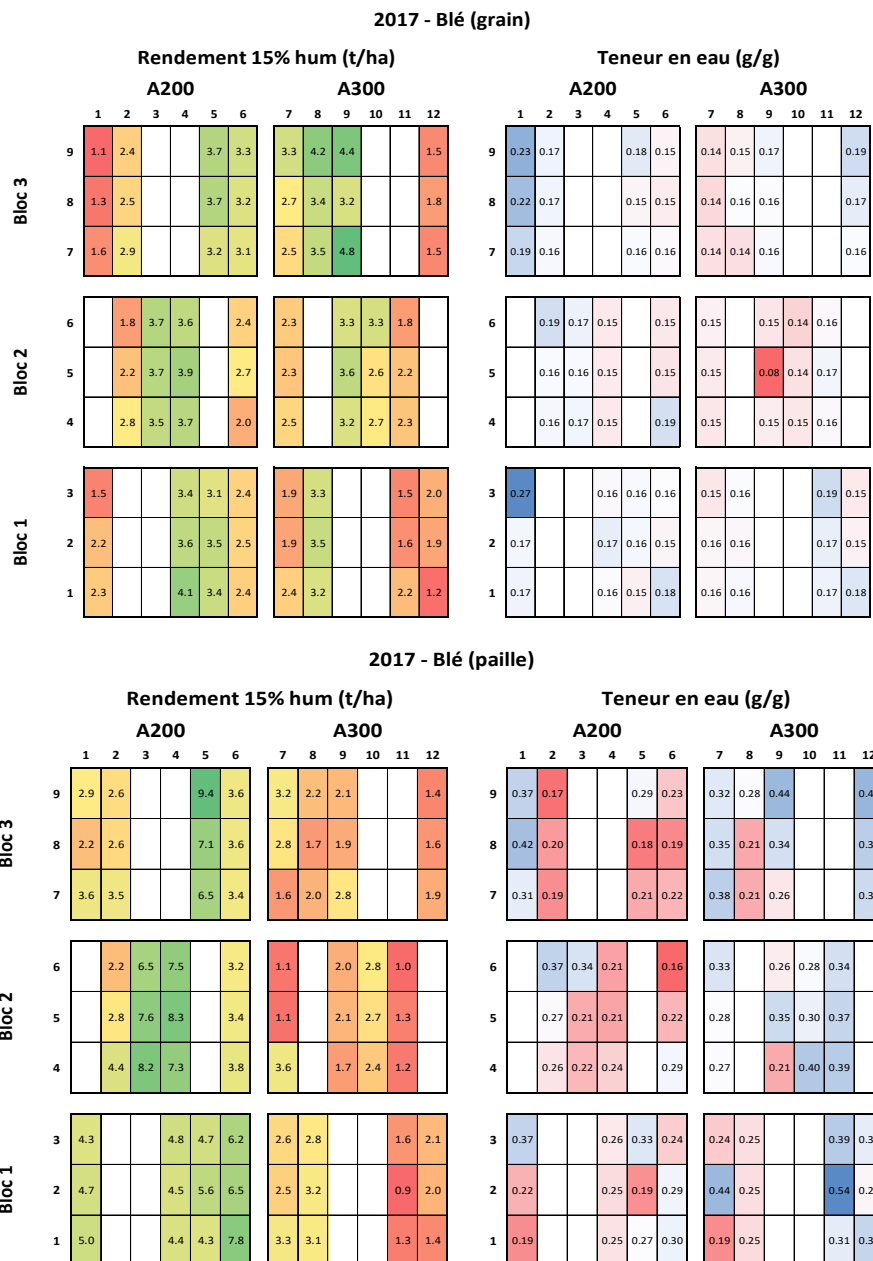 2017 - Blé (grain)
Rendement 15% hum (t/ha) Teneur en eau (g/g)
A200 A300 A200 A300
1 2 3 4 5 6 7 8 9 10 11 12 1 2 3 4 5 6 7 8 9 10 11 12
Bloc 3
9 1.1 2.4 3.7 3.3 3.3 4.2 4.4 1.5 9 0.23 0.17 0.18 0.15 0.14 0.15 0.17 0.19
8 1.3 2.5 3.7 3.2 2.7 3.4 3.2 1.8 8 0.22 0.17 0.15 0.15 0.14 0.16 0.16 0.17
7 1.6 2.9 3.2 3.1 2.5 3.5 4.8 1.5 7 0.19 0.16 0.16 0.16 0.14 0.14 0.16 0.16
Bloc 2
6 1.8 3.7 3.6 2.4 2.3 3.3 3.3 1.8 6 0.19 0.17 0.15 0.15 0.15 0.15 0.14 0.16
5 2.2 3.7 3.9 2.7 2.3 3.6 2.6 2.2 5 0.16 0.16 0.15 0.15 0.15 0.08 0.14 0.17
4 2.8 3.5 3.7 2.0 2.5 3.2 2.7 2.3 4 0.16 0.17 0.15 0.19 0.15 0.15 0.15 0.16
Bloc 1
3 1.5 3.4 3.1 2.4 1.9 3.3 1.5 2.0 3 0.27 0.16 0.16 0.16 0.15 0.16 0.19 0.15
2 2.2 3.6 3.5 2.5 1.9 3.5 1.6 1.9 2 0.17 0.17 0.16 0.15 0.16 0.16 0.17 0.15
1 2.3 4.1 3.4 2.4 2.4 3.2 2.2 1.2 1 0.17 0.16 0.15 0.18 0.16 0.16 0.17 0.18
2017 - Blé (paille)
Rendement 15% hum (t/ha) Teneur en eau (g/g)
A200 A300 A200 A300
1 2 3 4 5 6 7 8 9 10 11 12 1 2 3 4 5 6 7 8 9 10 11 12
Bloc 3
9 2.9 2.6 9.4 3.6 3.2 2.2 2.1 1.4 9 0.37 0.17 0.29 0.23 0.32 0.28 0.44
8 2.2 2.6 7.1 3.6 2.8 1.7 1.9 1.6 8 0.42 0.20 0.18 0.19 0.35 0.21 0.34
7 3.6 3.5 6.5 3.4 1.6 2.0 2.8 1.9 7 0.31 0.19 0.21 0.22 0.38 0.21 0.26
Bloc 2
6 2.2 6.5 7.5 3.2 1.1 2.0 2.8 1.0 6 0.37 0.34 0.21 0.16 0.33 0.26 0.28 0.34
5 2.8 7.6 8.3 3.4 1.1 2.1 2.7 1.3 5 0.27 0.21 0.21 0.22 0.28 0.35 0.30 0.37
4 4.4 8.2 7.3 3.8 3.6 1.7 2.4 1.2 4 0.26 0.22 0.24 0.29 0.27 0.21 0.40 0.39
Bloc 1
3 4.3 4.8 4.7 6.2 2.6 2.8 1.6 2.1 3 0.37 0.26 0.33 0.24 0.24 0.25 0.39
2 4.7 4.5 5.6 6.5 2.5 3.2 0.9 2.0 2 0.22 0.25 0.19 0.29 0.44 0.25 0.54
1 5.0 4.4 4.3 7.8 3.3 3.1 1.3 1.4 1 0.19 0.25 0.27 0.30 0.19 0.25 0.31